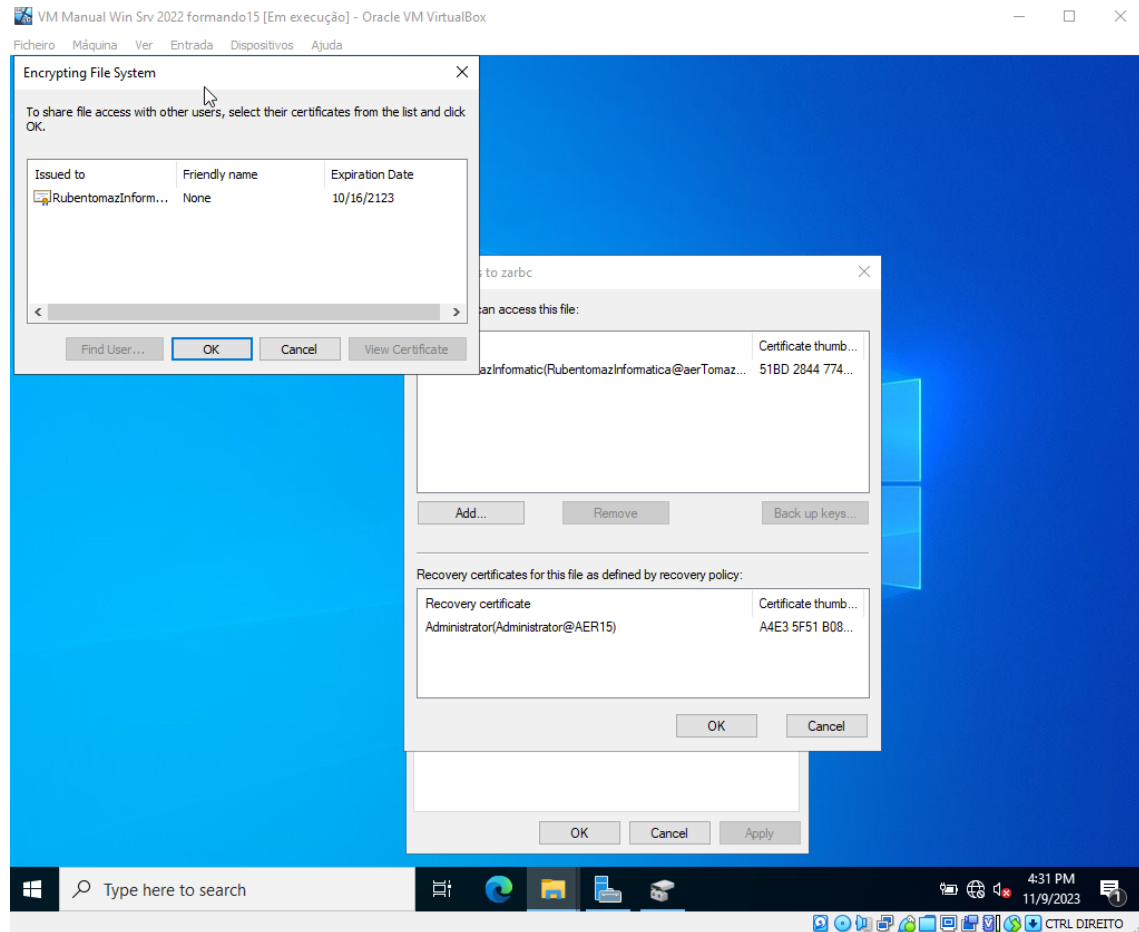 VM Manual Win Srv 2022 formando15 [Em execução] - Oracle VM VirtualBox
Ficheiro Máquina Ver Entrada Dispositivos Ajuda
Encrypting File System
To share file access with other users, select their certificates from the list and click
OK.
Issued to Friendly name Expiration Date
RubentomazInform... None 10/16/2123
Find User... OK Cancel View Certificate
to zarbc
can access this file:
Certificate thumb...
azInformatic(RubentomazInformatica@aerTomaz... 51BD 2844 774...
Add... Remove Back up keys...
Recovery certificates for this file as defined by recovery policy:
Recovery certificate Certificate thumb...
Administrator(Administrator@AER15) A4E3 5F51 B08...
OK Cancel
OK Cancel Apply
Type here to search
4:31 PM
11/9/2023
1
CTRL DIREITO